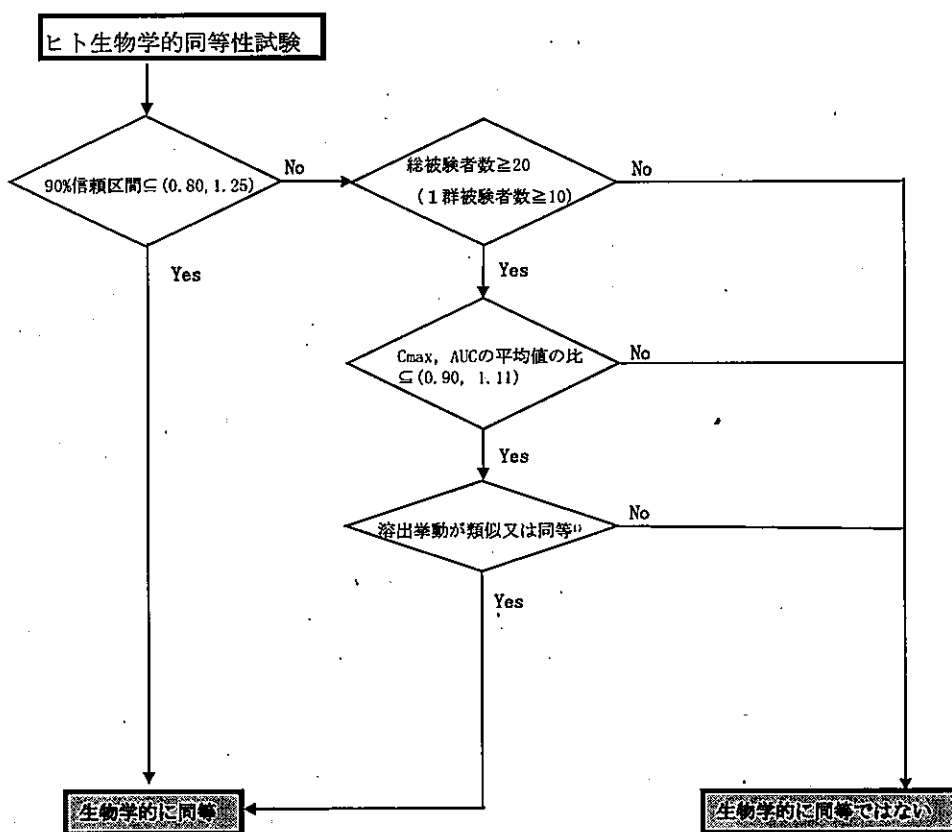 ヒト生物学的同等性試験
90%信頼区間⊆(0.80,1.25)
No
総被験者数≧20
(1群被験者数≧10)
No
Yes
Yes
Cmax, AUCの平均値の比
⊆(0.90, 1.11)
No
Yes
溶出挙動が類似又は同等¹⁾
No
Yes
生物学的に同等
生物学的に同等ではない